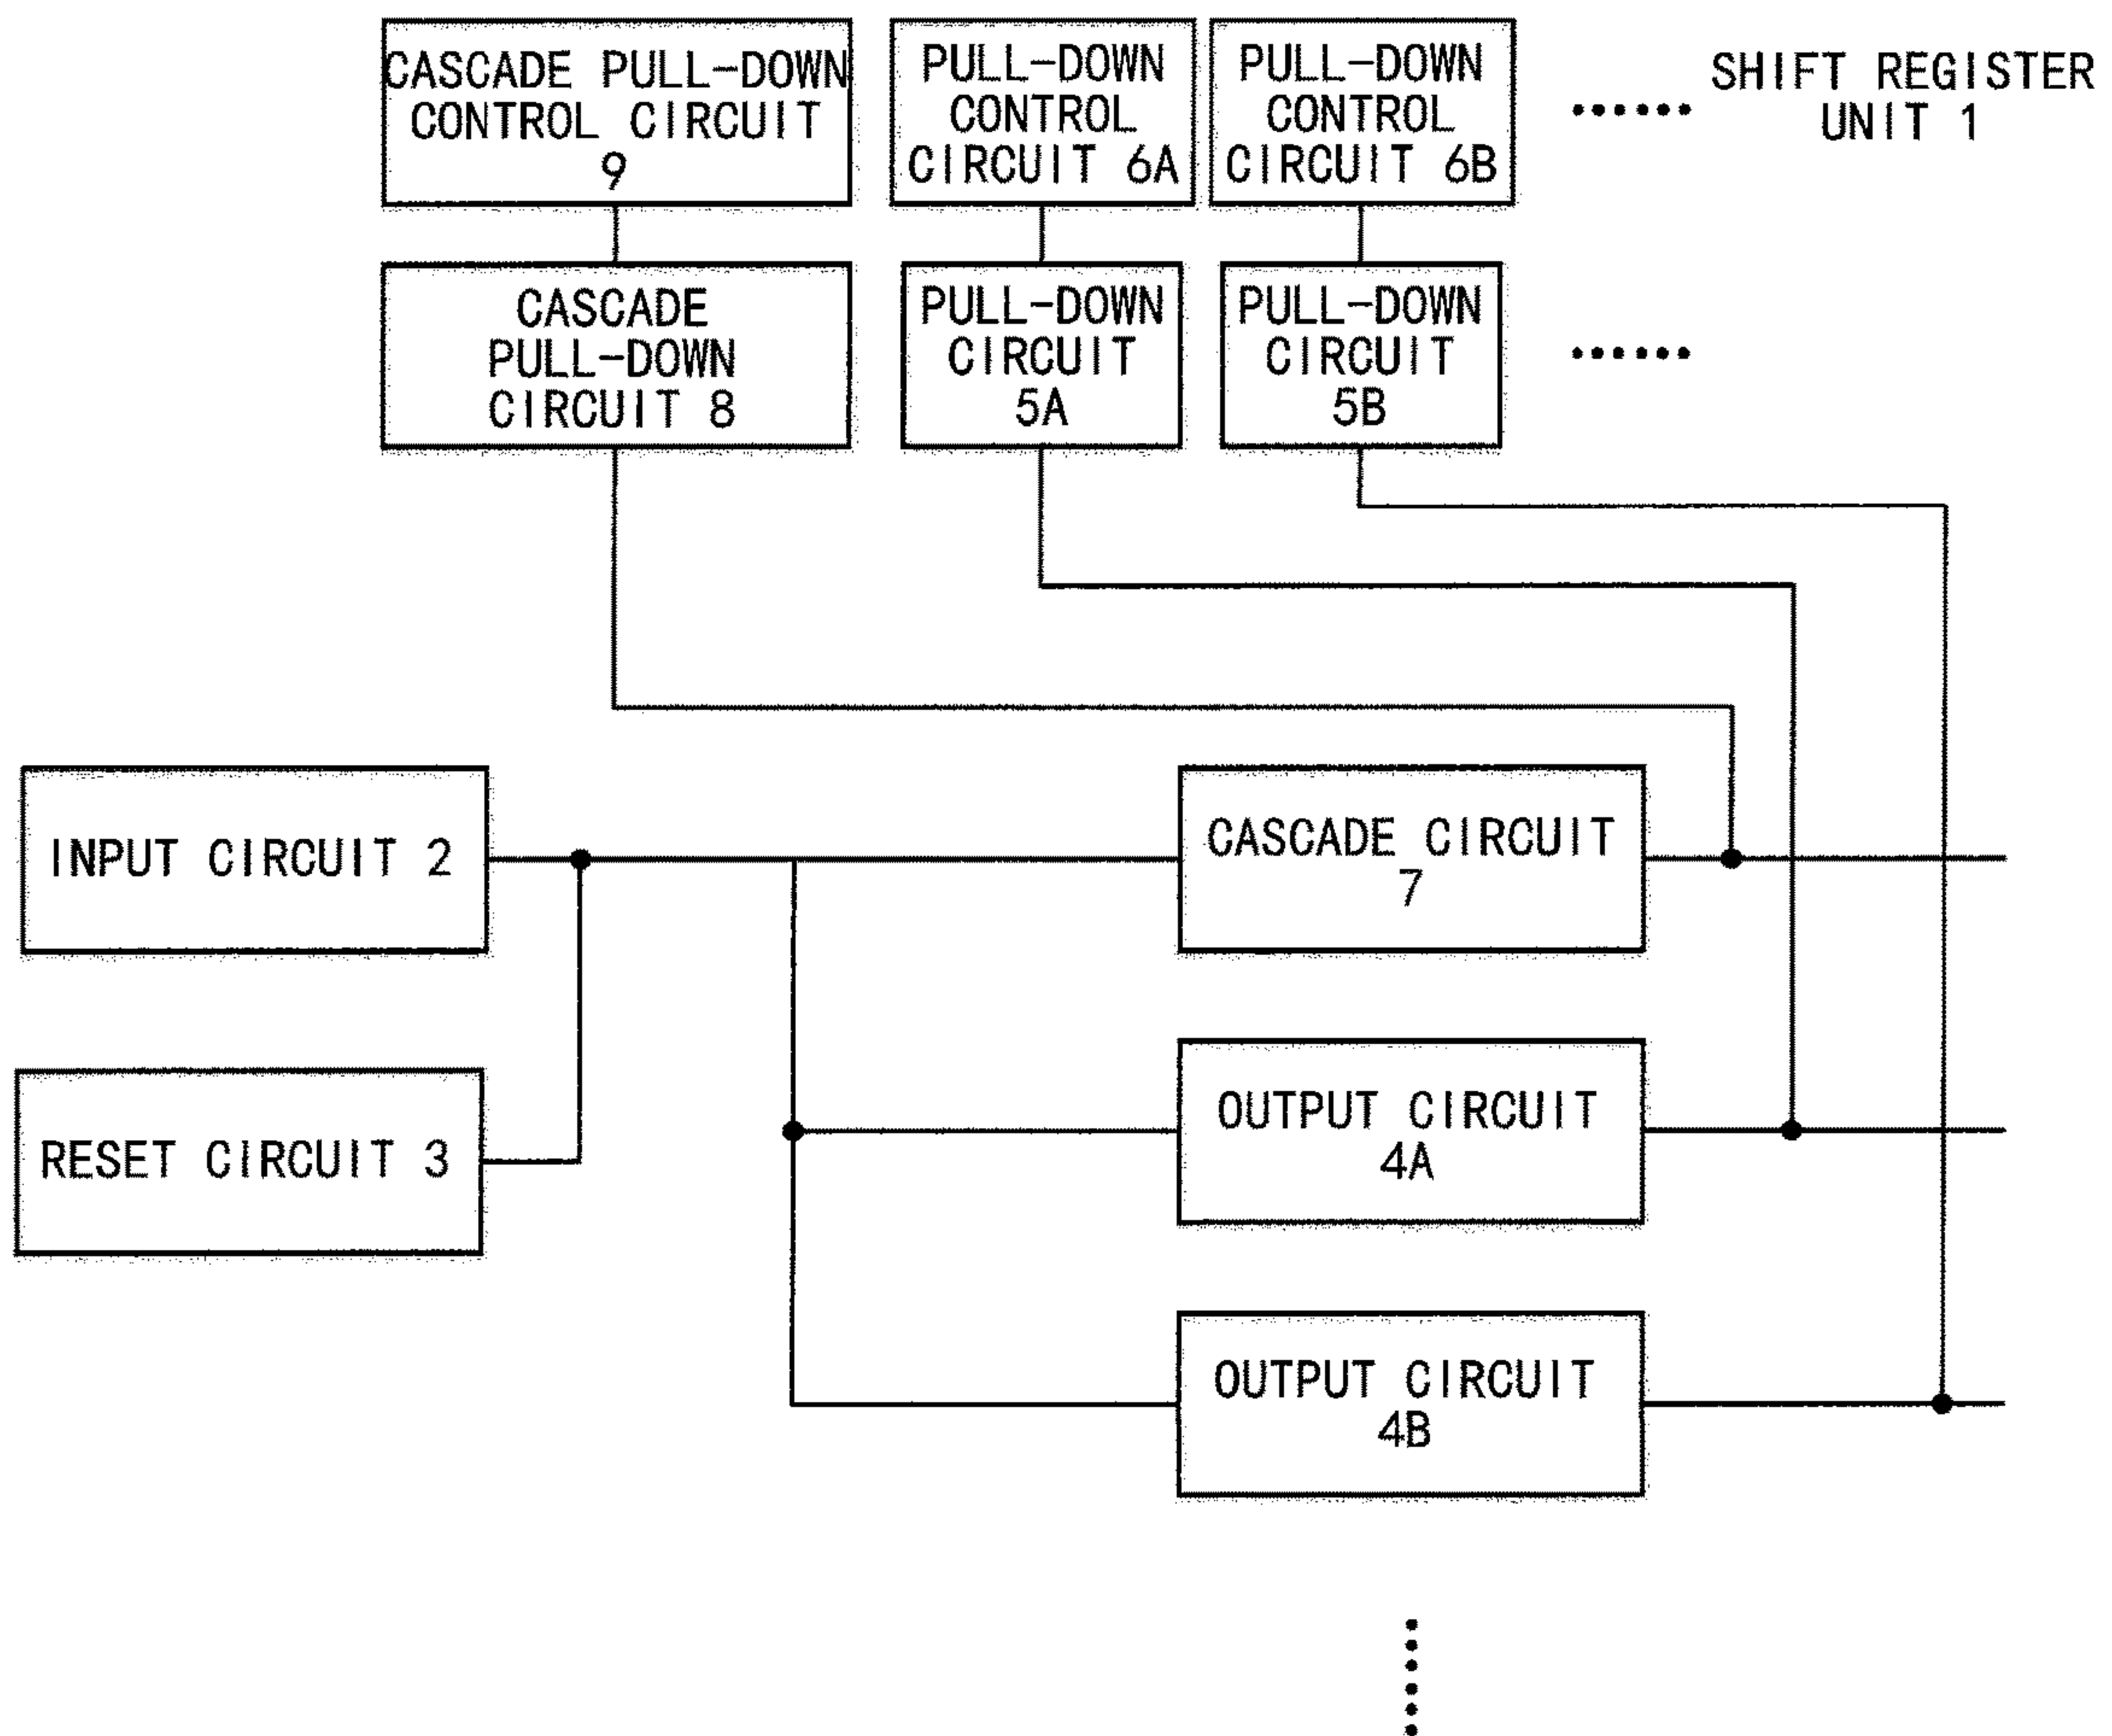 CASCADE PULL-DOWN
CONTROL CIRCUIT
9
PULL-DOWN
CONTROL
CIRCUIT 6A
PULL-DOWN
CONTROL
CIRCUIT 6B
SHIFT REGISTER
UNIT 1
CASCADE
PULL-DOWN
CIRCUIT 8
PULL-DOWN
CIRCUIT
5A
PULL-DOWN
CIRCUIT
5B
INPUT CIRCUIT 2
CASCADE CIRCUIT
7
RESET CIRCUIT 3
OUTPUT CIRCUIT
4A
OUTPUT CIRCUIT
4B